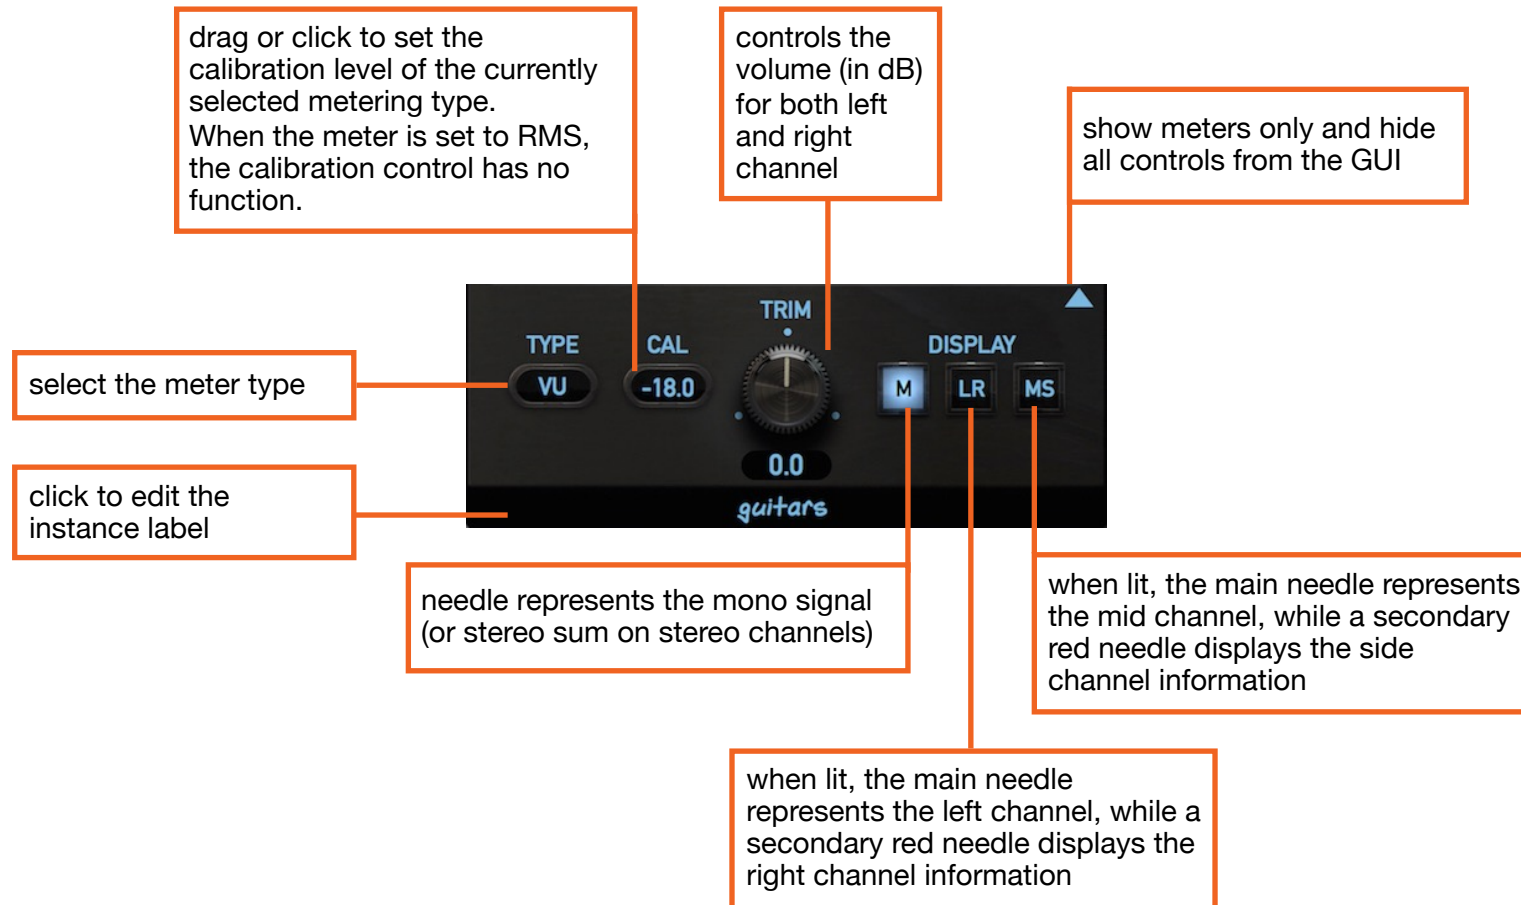 drag or click to set the
calibration level of the currently
selected metering type.
When the meter is set to RMS,
the calibration control has no
function.
controls the
volume (in dB)
for both left
and right
channel
show meters only and hide
all controls from the GUI
TRIM
TYPE
CAL
DISPLAY
VU
-18.0
M
LR
MS
0.0
guitars
select the meter type
click to edit the
instance label
needle represents the mono signal
(or stereo sum on stereo channels)
when lit, the main needle represents
the mid channel, while a secondary
red needle displays the side
channel information
when lit, the main needle
represents the left channel, while a
secondary red needle displays the
right channel information